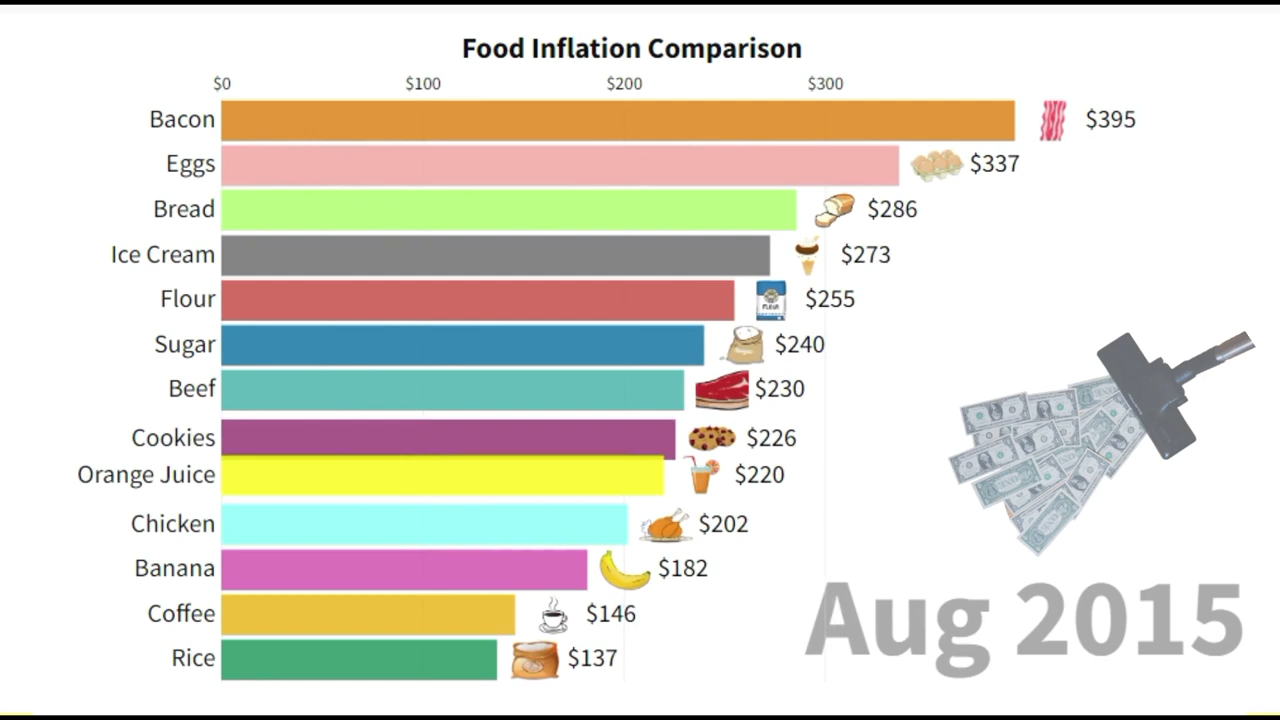 Food Inflation Comparison
$0 $100 $200 $300
Bacon $395
Eggs $337
Bread $286
Ice Cream $273
Flour FLOUR $255
Sugar $240
Beef $230
Cookies $226
Orange Juice $220
Chicken $202
Banana $182
Coffee $146
Rice $137
Aug 2015